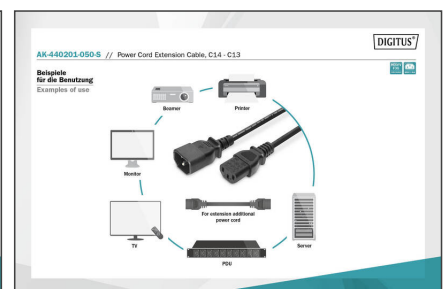 DIGITUS®
AK-440201-050-S // Power Cord Extension Cable, C14 - C13
Beispiele
für die Benutzung
Examples of use
Beamer
Printer
Monitor
For extension additional
power cord
TV
Server
PDU